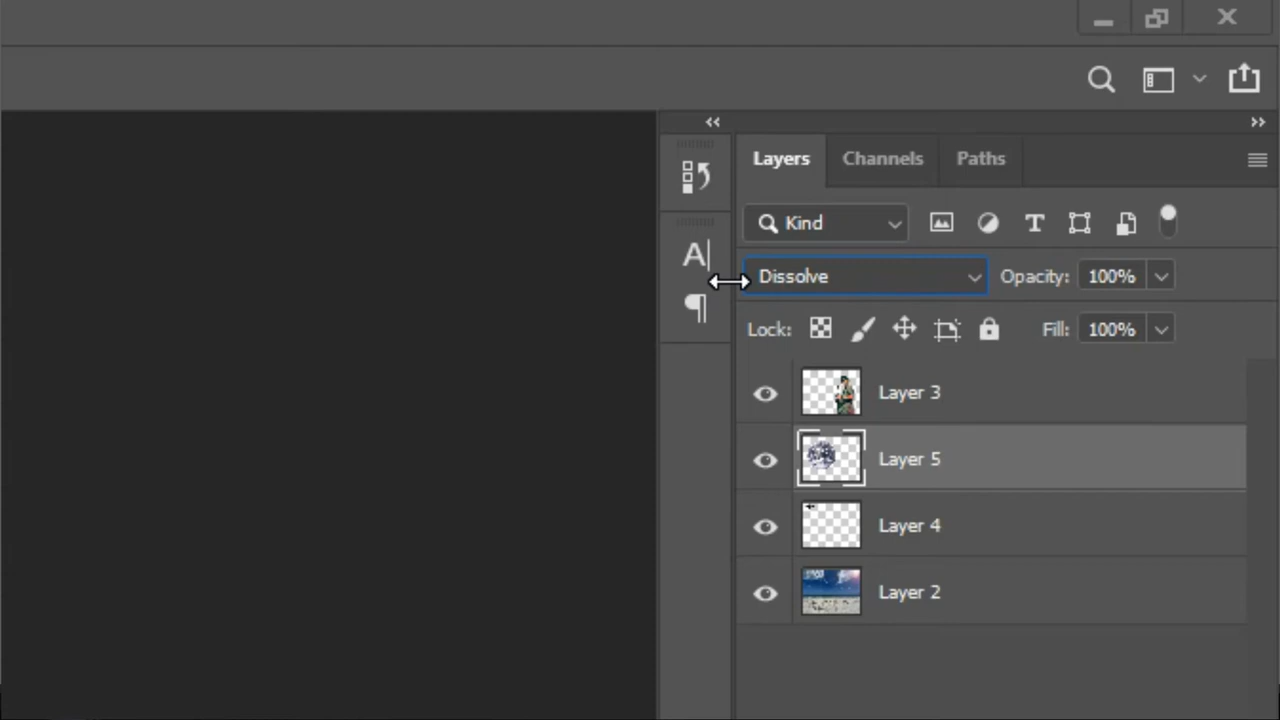 Layers Channels Paths
Kind
Dissolve Opacity: 100%
Lock: Fill: 100%
Layer 3
Layer 5
Layer 4
Layer 2